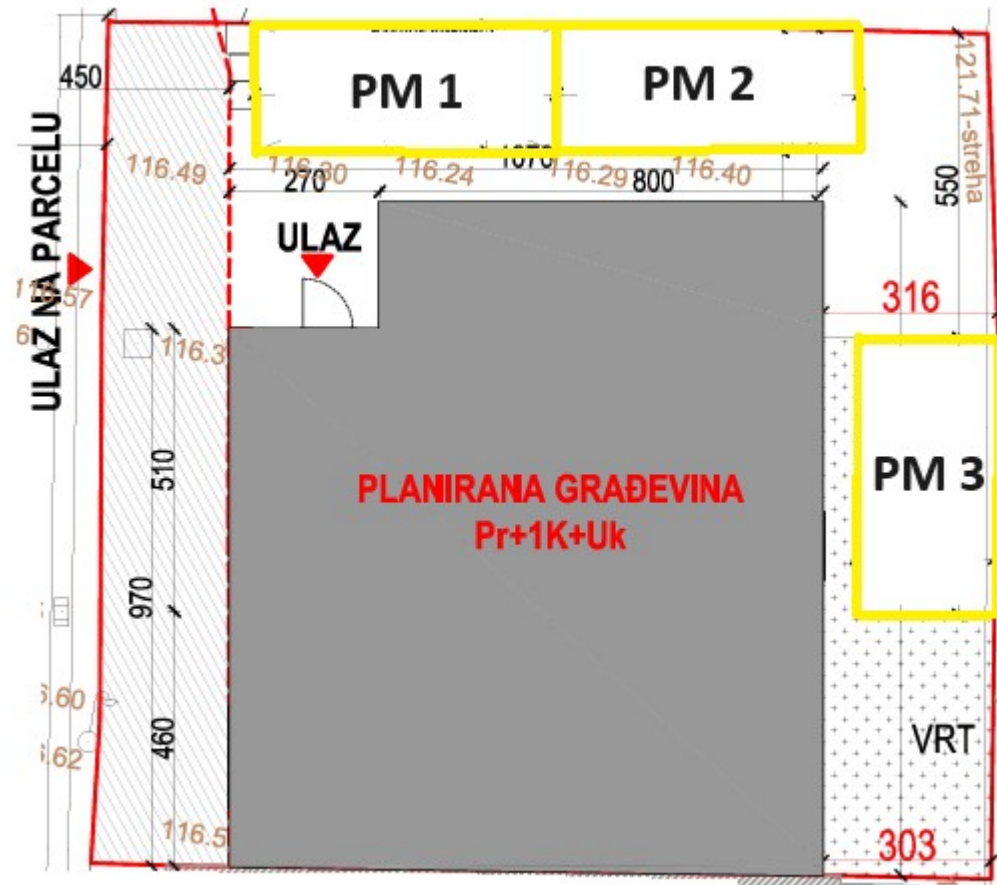 450
PM 1
PM 2
121.71-streha
116.49
116.30
116.24
1070
116.29
116.40
270
800
550
ULAZ NA PARCELU
ULAZ
316
116.3
510
PLANIRANA GRAĐEVINA
Pr+1K+Uk
PM 3
970
460
VRT
116.5
303